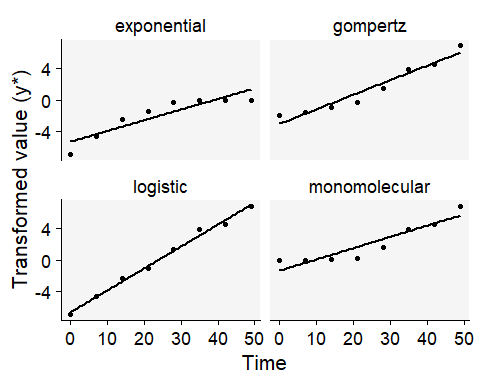 exponential gompertz
4
0
-4
logistic monomolecular
4
0
-4
0 10 20 30 40 50 0 10 20 30 40 50
Time
Transformed value (y*)